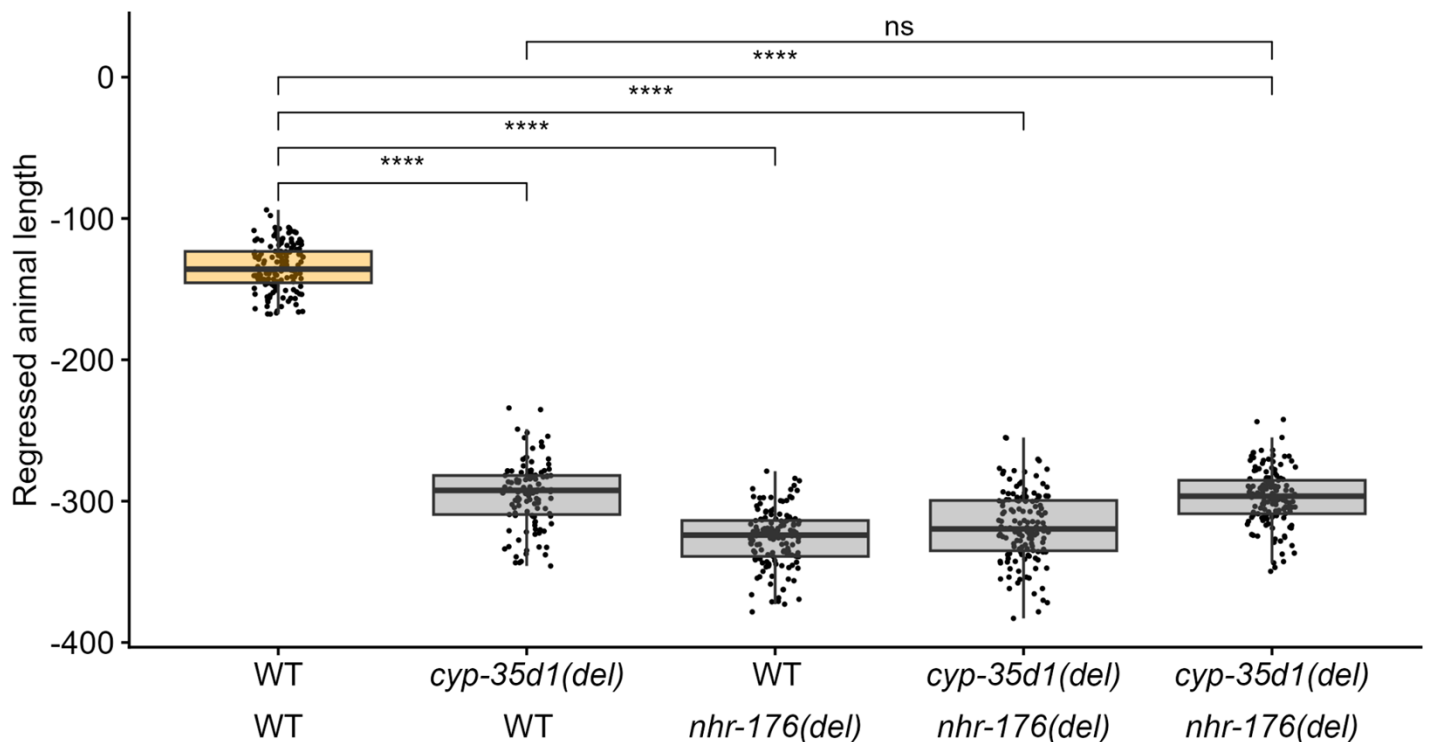 ns
****
0
****
****
****
-100
-200
-300
-400
Regressed animal length
WT cyp-35d1(del) WT cyp-35d1(del) cyp-35d1(del)
WT WT nhr-176(del) nhr-176(del) nhr-176(del)